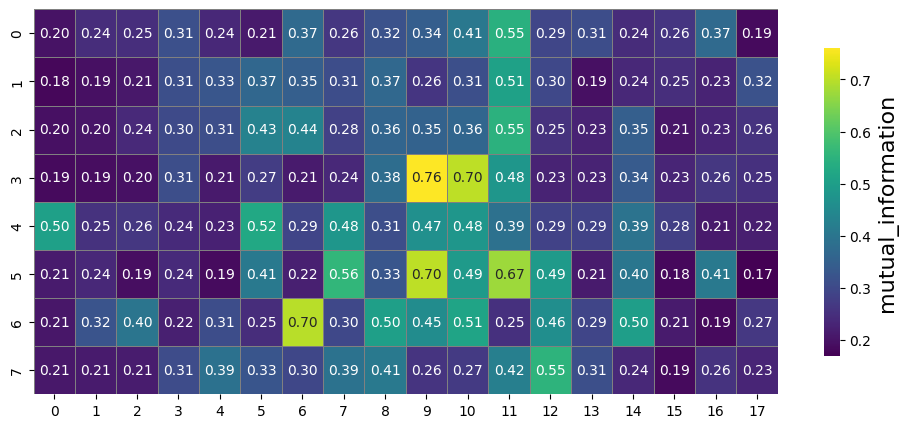 0 0.20 0.24 0.25 0.31 0.24 0.21 0.37 0.26 0.32 0.34 0.41 0.55 0.29 0.31 0.24 0.26 0.37 0.19
1 0.18 0.19 0.21 0.31 0.33 0.37 0.35 0.31 0.37 0.26 0.31 0.51 0.30 0.19 0.24 0.25 0.23 0.32
2 0.20 0.20 0.24 0.30 0.31 0.43 0.44 0.28 0.36 0.35 0.36 0.55 0.25 0.23 0.35 0.21 0.23 0.26
3 0.19 0.19 0.20 0.31 0.21 0.27 0.21 0.24 0.38 0.76 0.70 0.48 0.23 0.23 0.34 0.23 0.26 0.25
4 0.50 0.25 0.26 0.24 0.23 0.52 0.29 0.48 0.31 0.47 0.48 0.39 0.29 0.29 0.39 0.28 0.21 0.22
5 0.21 0.24 0.19 0.24 0.19 0.41 0.22 0.56 0.33 0.70 0.49 0.67 0.49 0.21 0.40 0.18 0.41 0.17
6 0.21 0.32 0.40 0.22 0.31 0.25 0.70 0.30 0.50 0.45 0.51 0.25 0.46 0.29 0.50 0.21 0.19 0.27
7 0.21 0.21 0.21 0.31 0.39 0.33 0.30 0.39 0.41 0.26 0.27 0.42 0.55 0.31 0.24 0.19 0.26 0.23
0 1 2 3 4 5 6 7 8 9 10 11 12 13 14 15 16 17
0.7
0.6
0.5
0.4
0.3
0.2
mutual_information